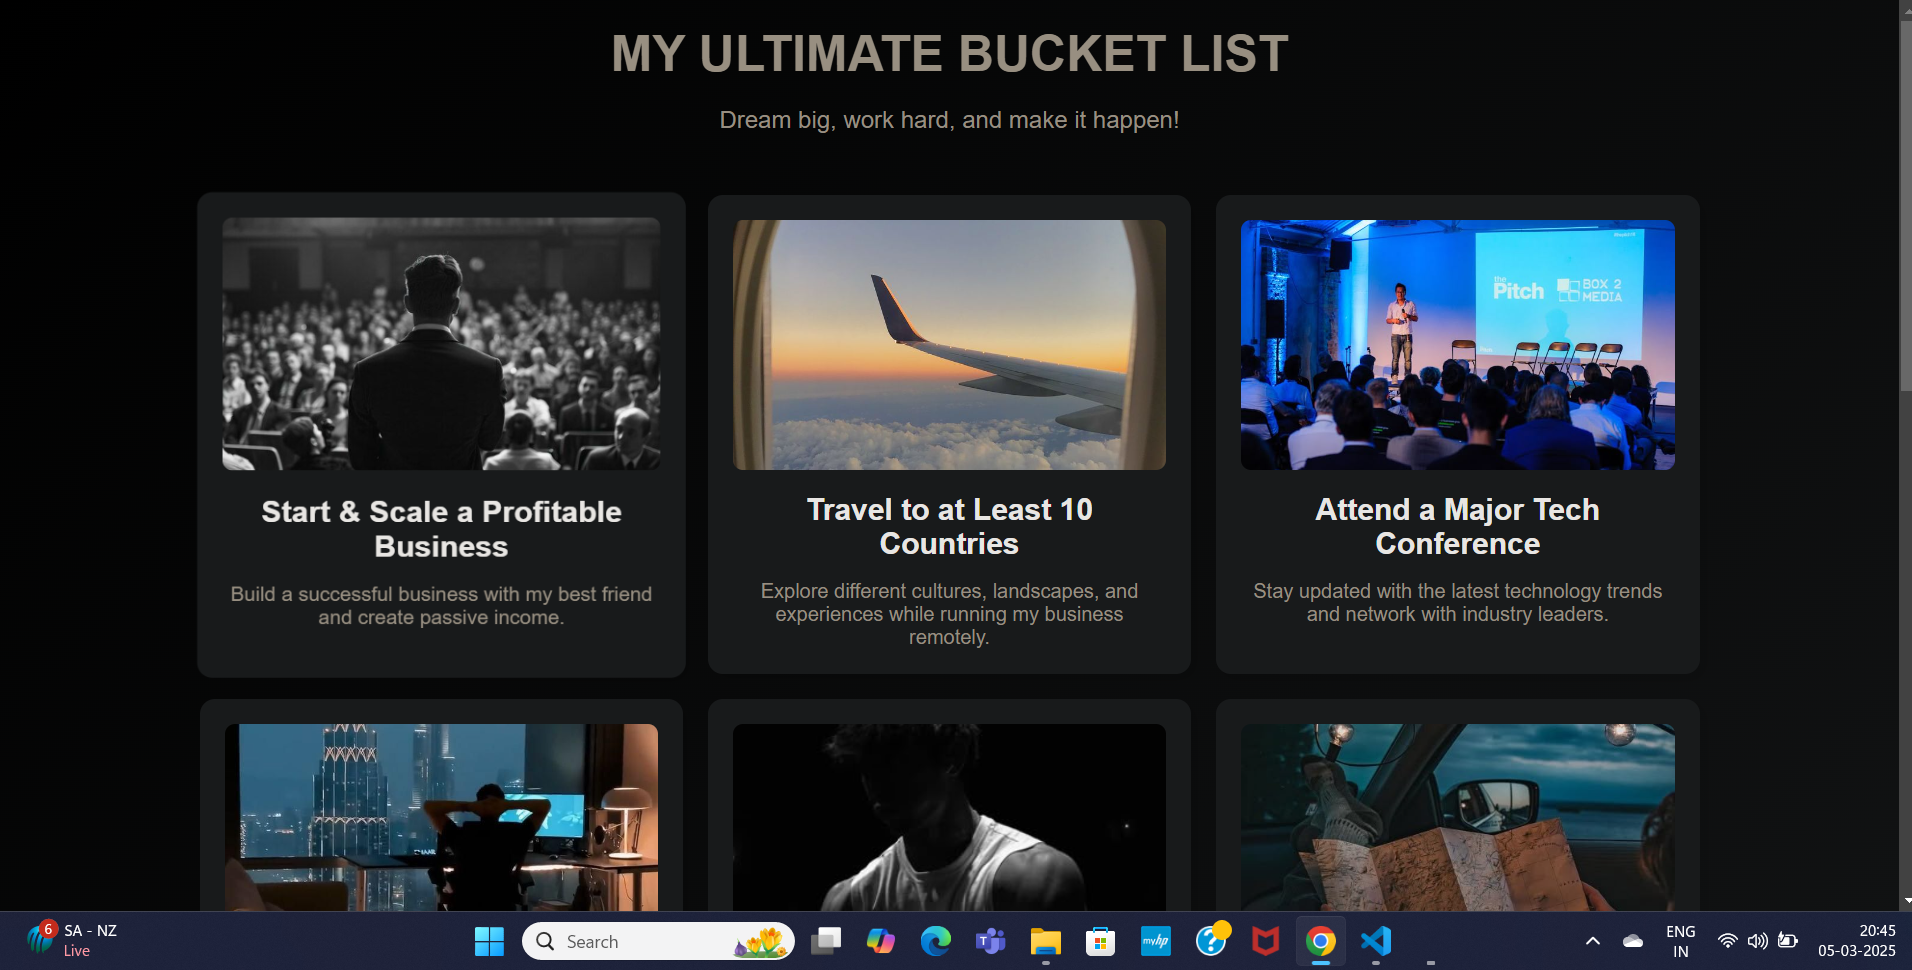 MY ULTIMATE BUCKET LIST
Dream big, work hard, and make it happen!
the
Pitch
BOX 2
MEDIA
Start & Scale a Profitable
Business
Build a successful business with my best friend
and create passive income.
Travel to at Least 10
Countries
Explore different cultures, landscapes, and
experiences while running my business
remotely.
Attend a Major Tech
Conference
Stay updated with the latest technology trends
and network with industry leaders.
6
SA - NZ
Live
Search
T
myhp
?
ENG
IN
20:45
05-03-2025